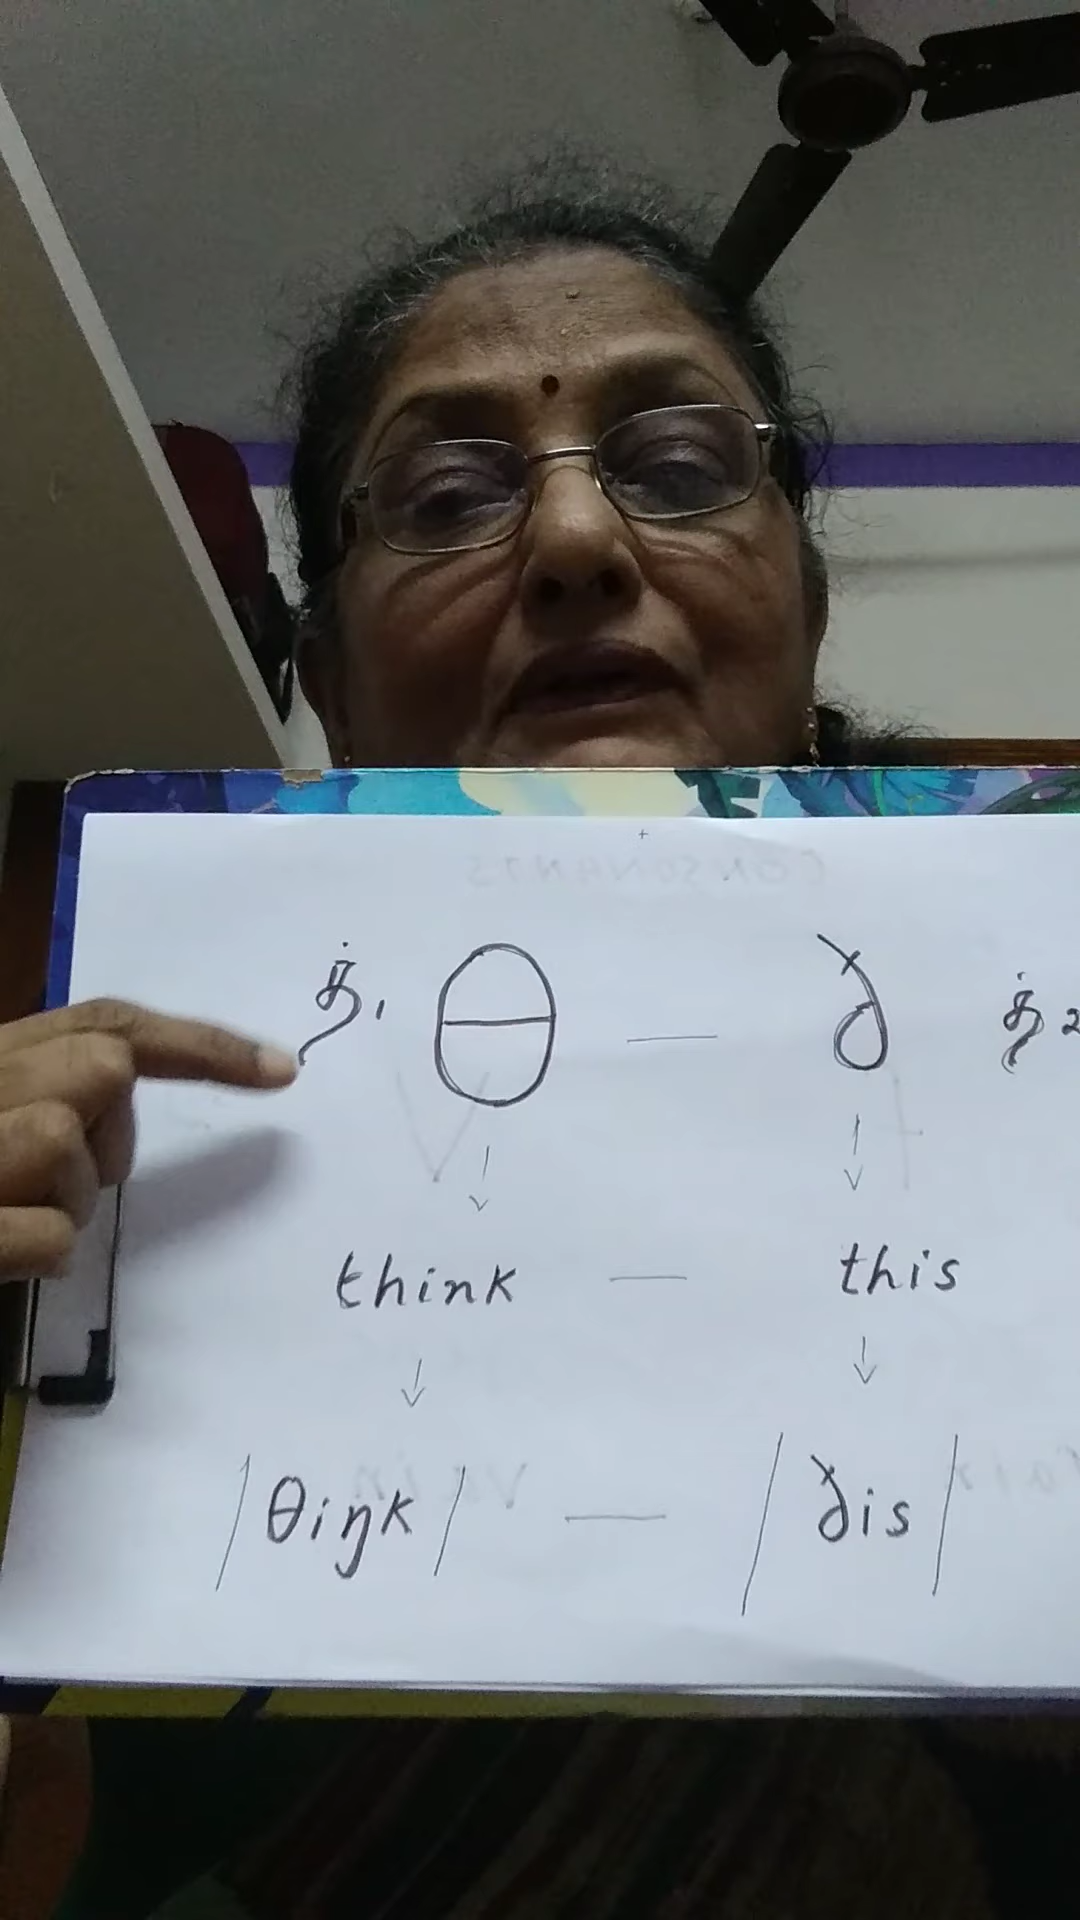 த்1 θ — ð த்2
↓ ↓
think — this
↓ ↓
/θiŋk/ — /ðis/